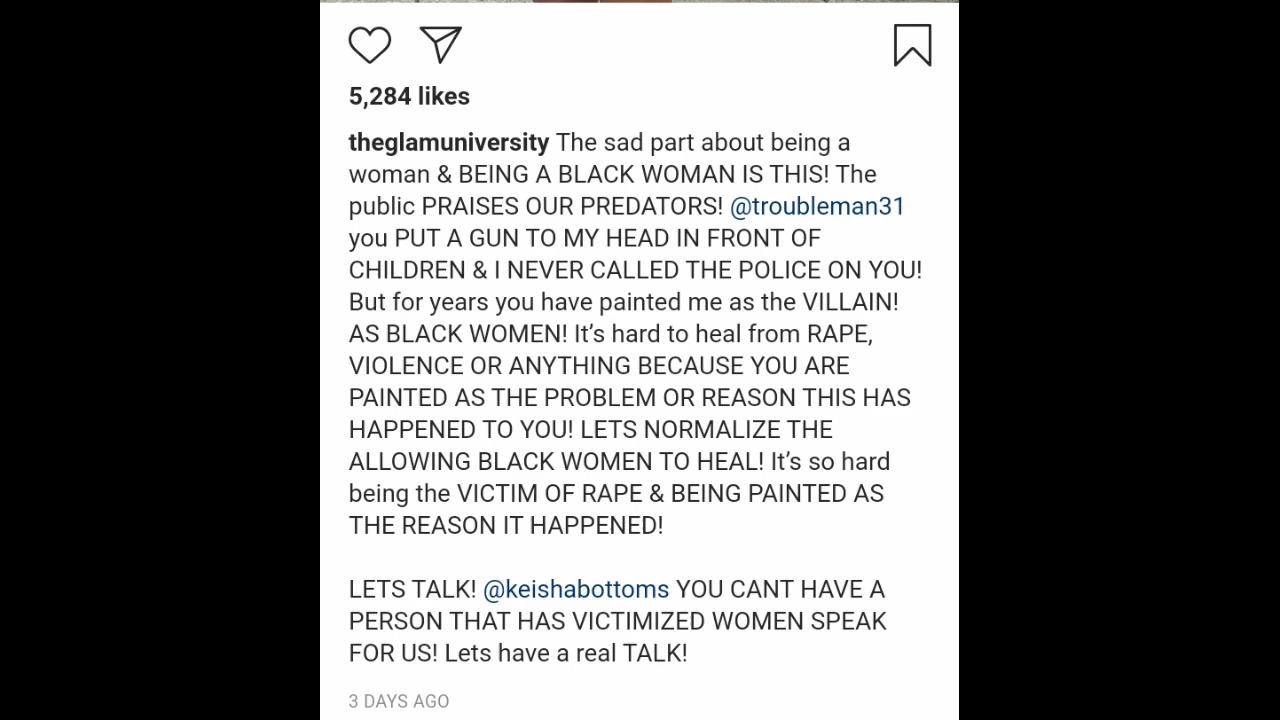 5,284 likes
theglamuniversity The sad part about being a
woman & BEING A BLACK WOMAN IS THIS! The
public PRAISES OUR PREDATORS! @troubleman31
you PUT A GUN TO MY HEAD IN FRONT OF
CHILDREN & I NEVER CALLED THE POLICE ON YOU!
But for years you have painted me as the VILLAIN!
AS BLACK WOMEN! It’s hard to heal from RAPE,
VIOLENCE OR ANYTHING BECAUSE YOU ARE
PAINTED AS THE PROBLEM OR REASON THIS HAS
HAPPENED TO YOU! LETS NORMALIZE THE
ALLOWING BLACK WOMEN TO HEAL! It’s so hard
being the VICTIM OF RAPE & BEING PAINTED AS
THE REASON IT HAPPENED!
LETS TALK! @keishabottoms YOU CANT HAVE A
PERSON THAT HAS VICTIMIZED WOMEN SPEAK
FOR US! Lets have a real TALK!
3 DAYS AGO